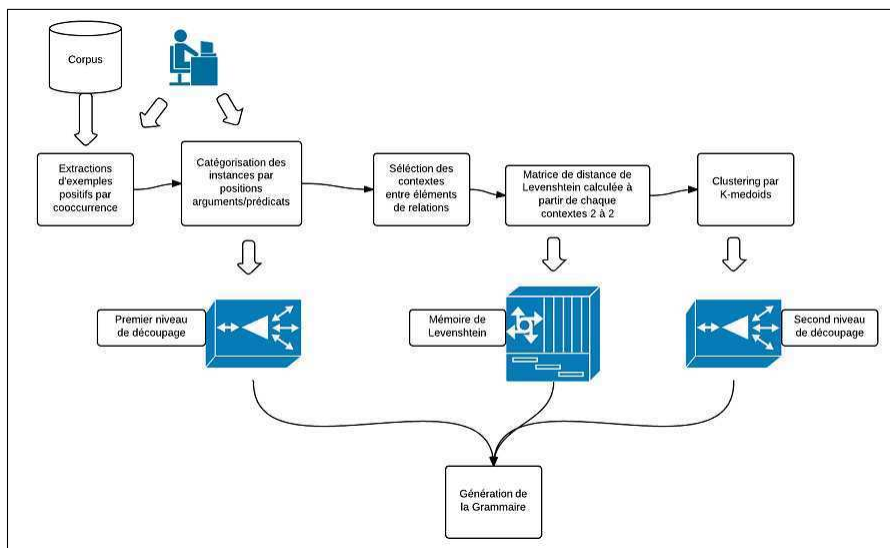 Corpus
Extractions
d'exemples
positifs par
cooccurrence
Catégorisation des
instances par
positions
arguments/prédicats
Séléction des
contextes
entre éléments
de relations
Matrice de distance de
Levenshtein calculée à
partir de chaque
contextes 2 à 2
Clustering par
K-medoids
Premier niveau
de découpage
Mémoire de
Levenshtein
Second niveau
de découpage
Génération de
la Grammaire